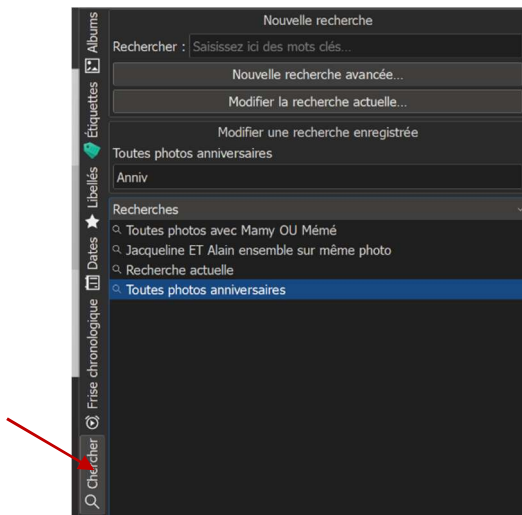 Albums
Étiquettes
Libellés
Dates
Frise chronologique
Chercher
Nouvelle recherche
Rechercher : Saisissez ici des mots clés...
Nouvelle recherche avancée...
Modifier la recherche actuelle...
Modifier une recherche enregistrée
Toutes photos anniversaires
Anniv
Recherches
Toutes photos avec Mamy OU Mémé
Jacqueline ET Alain ensemble sur même photo
Recherche actuelle
Toutes photos anniversaires